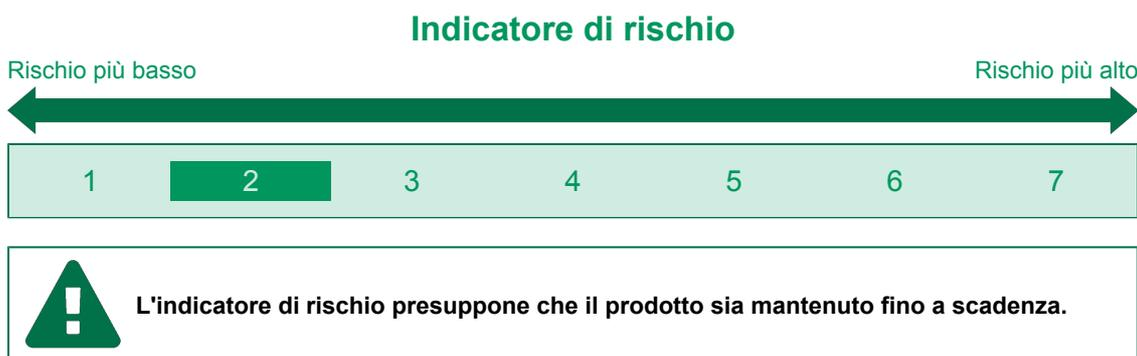 Indicatore di rischio
Rischio più basso Rischio più alto
1 2 3 4 5 6 7
L'indicatore di rischio presuppone che il prodotto sia mantenuto fino a scadenza.